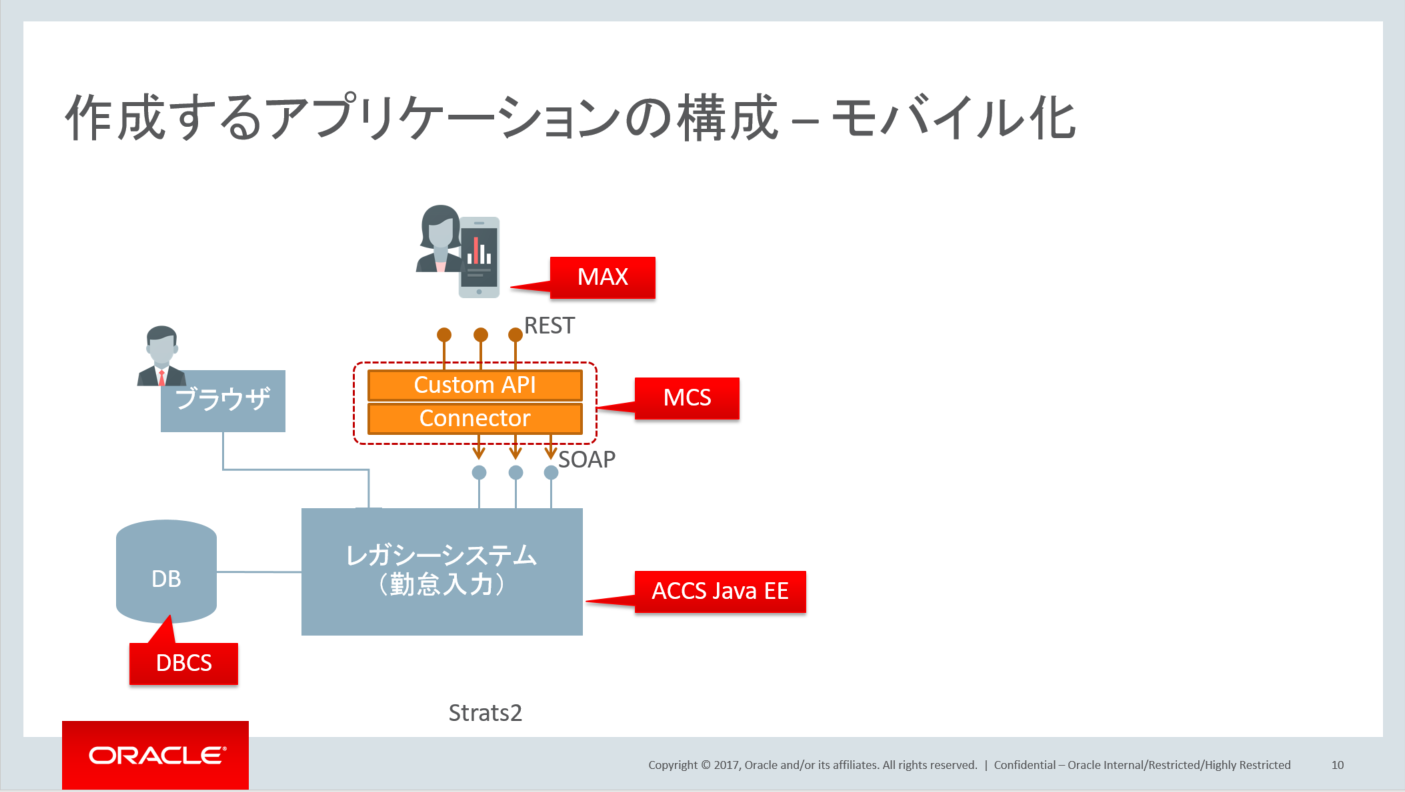 作成するアプリケーションの構成 – モバイル化
MAX
REST
ブラウザ
Custom API
Connector
MCS
SOAP
レガシーシステム
（勤怠入力）
DB
ACCS Java EE
DBCS
Strats2
ORACLE®
Copyright © 2017, Oracle and/or its affiliates. All rights reserved. | Confidential – Oracle Internal/Restricted/Highly Restricted 10